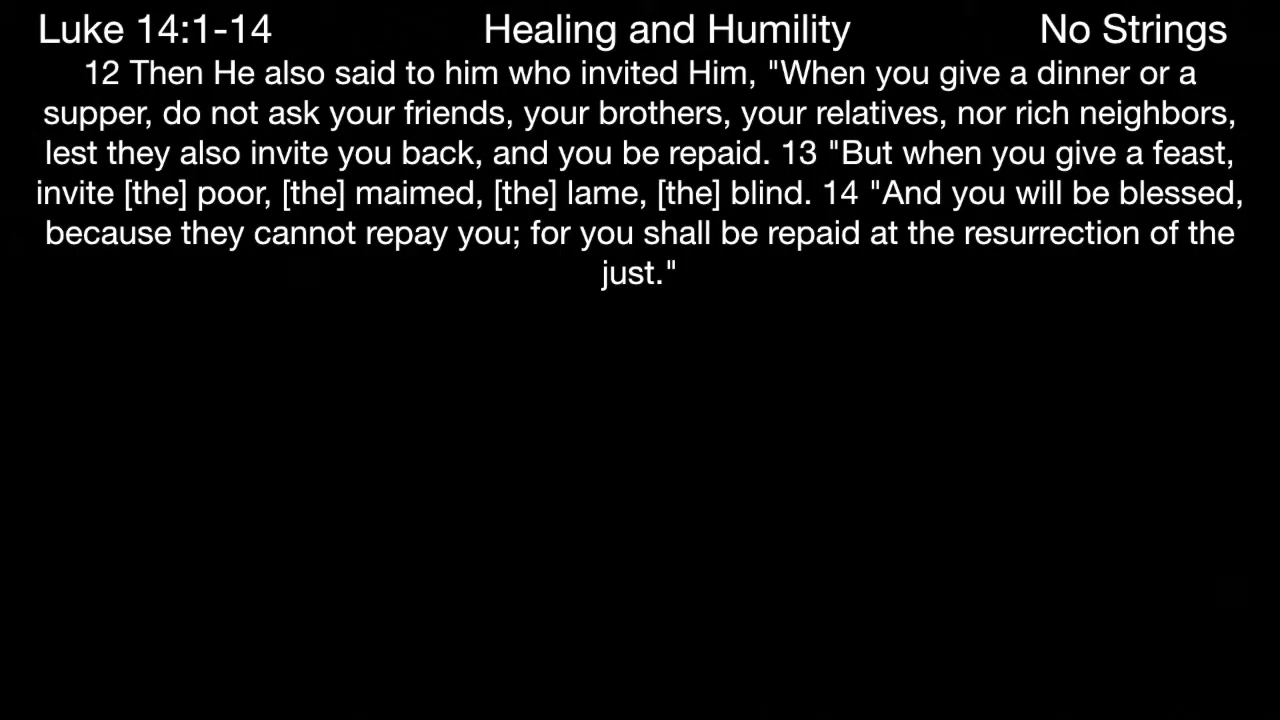 Luke 14:1-14 Healing and Humility No Strings
12 Then He also said to him who invited Him, "When you give a dinner or a
supper, do not ask your friends, your brothers, your relatives, nor rich neighbors,
lest they also invite you back, and you be repaid. 13 "But when you give a feast,
invite [the] poor, [the] maimed, [the] lame, [the] blind. 14 "And you will be blessed,
because they cannot repay you; for you shall be repaid at the resurrection of the
just."